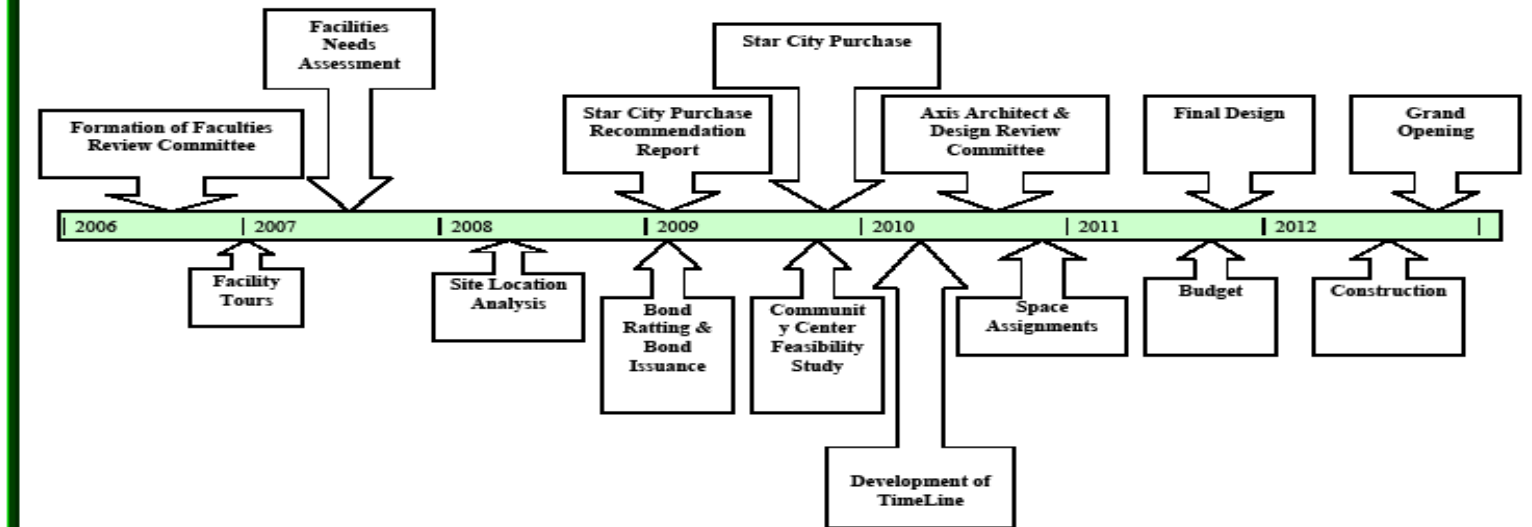 Facilities
Needs
Assessment
Star City Purchase
Formation of Faculties
Review Committee
Star City Purchase
Recommendation
Report
Axis Architect &
Design Review
Committee
Final Design
Grand
Opening
2006
2007
2008
2009
2010
2011
2012
Facility
Tours
Site Location
Analysis
Bond
Ratting &
Bond
Issuance
Communit
y Center
Feasibility
Study
Space
Assignments
Budget
Construction
Development of
TimeLine